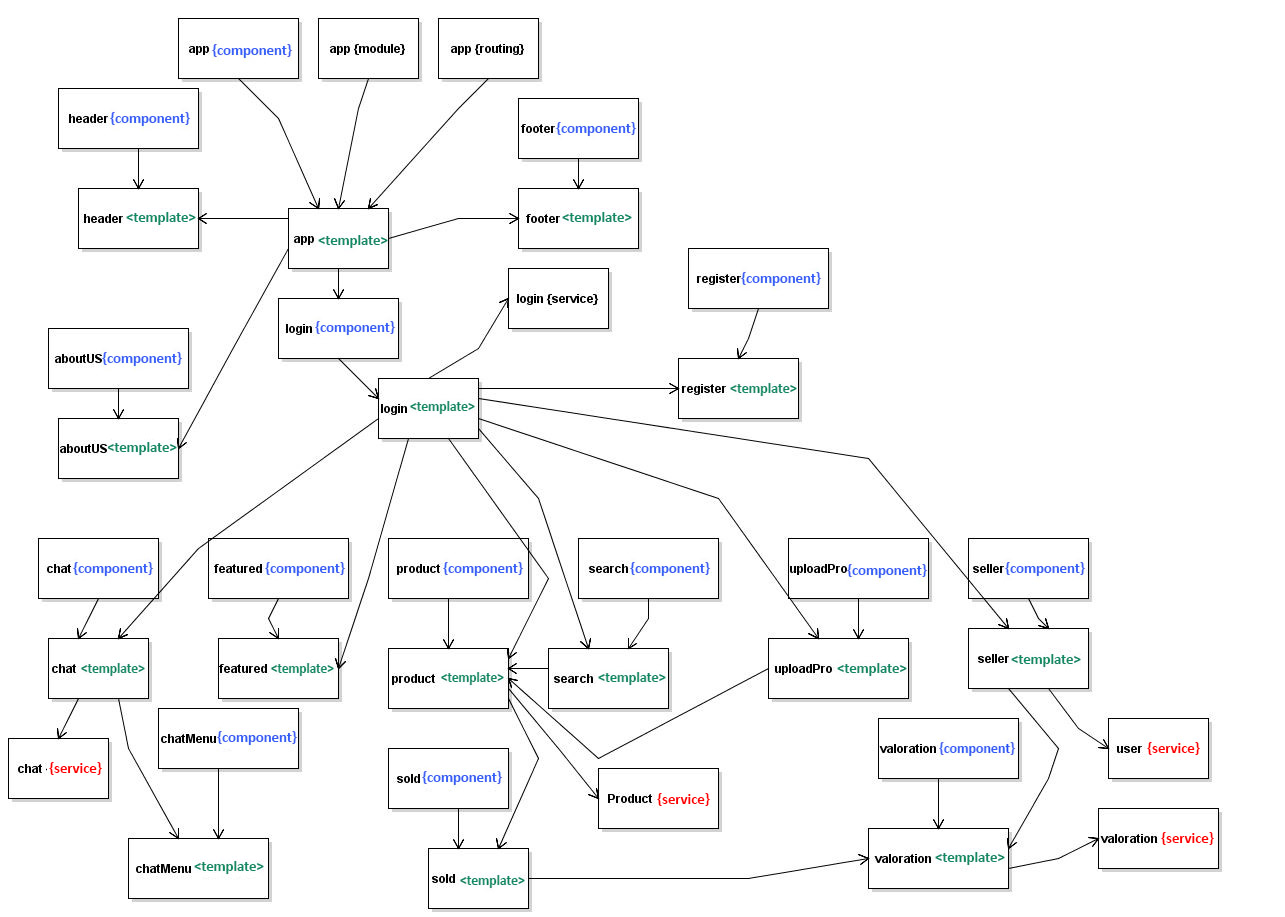 app {component}
app {module}
app {routing}
header {component}
footer {component}
header <template>
footer <template>
app <template>
login {service}
register {component}
login {component}
aboutUS {component}
register <template>
login <template>
aboutUS <template>
chat {component}
featured {component}
product {component}
search {component}
uploadPro {component}
seller {component}
chat <template>
featured <template>
product <template>
search <template>
uploadPro <template>
seller <template>
chatMenu {component}
valoration {component}
user {service}
chat {service}
sold {component}
Product {service}
valoration {service}
chatMenu <template>
sold <template>
valoration <template>